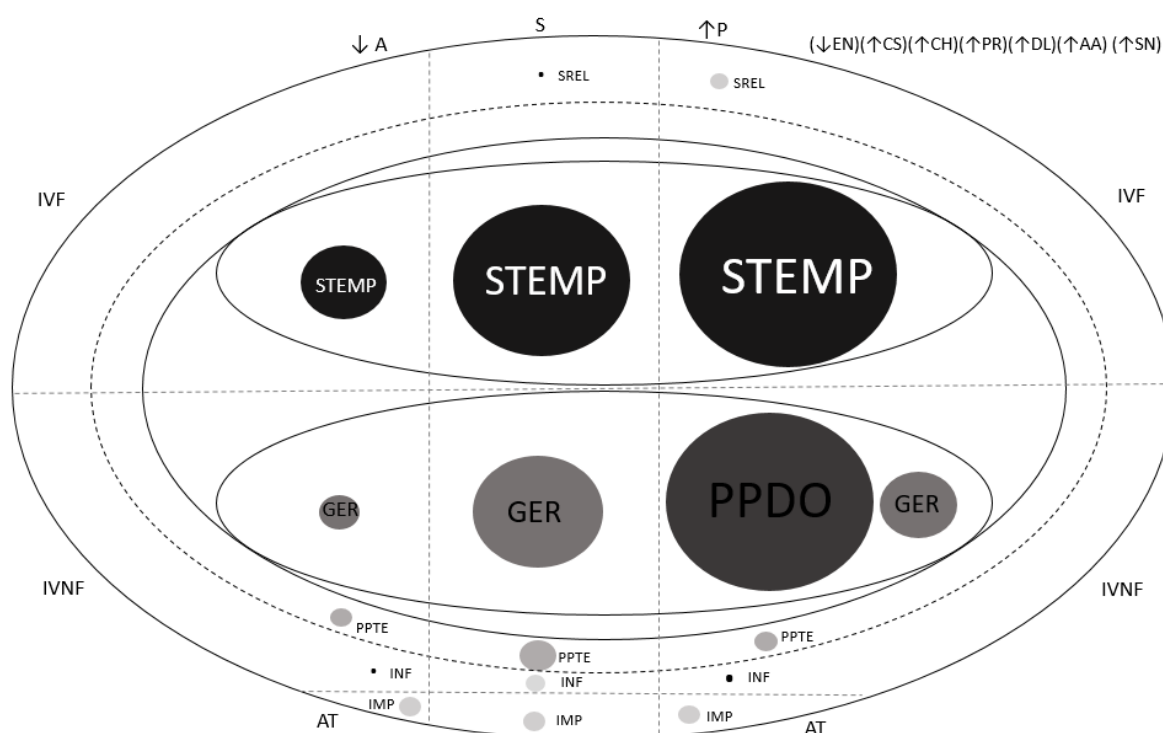 ↓ A
S
↑P
(↓EN)(↑CS)(↑CH)(↑PR)(↑DL)(↑AA) (↑SN)
SREL
SREL
IVF
IVF
STEMP
STEMP
STEMP
GER
GER
PPDO
GER
IVNF
IVNF
PPTE
PPTE
PPTE
INF
INF
INF
IMP
IMP
IMP
AT
AT